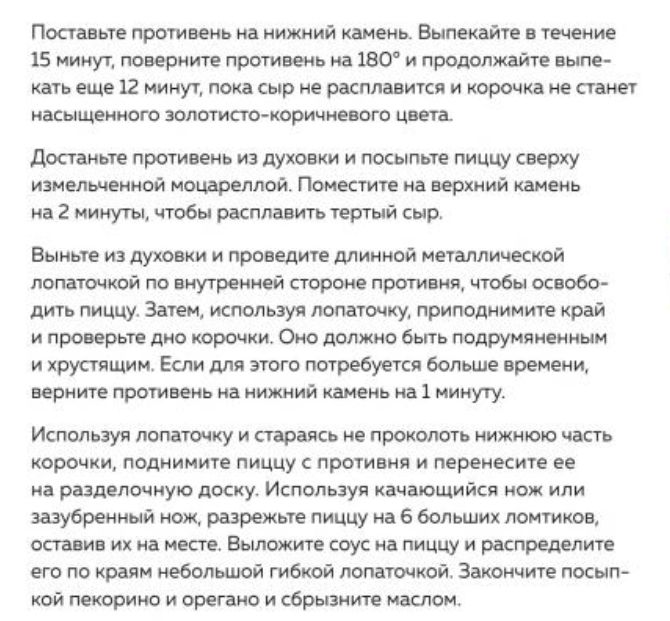 Поставьте противень на нижний камень. Выпекайте в течение
15 минут, поверните противень на 180° и продолжайте выпе-
кать еще 12 минут, пока сыр не расплавится и корочка не станет
насыщенного золотисто-коричневого цвета.
Достаньте противень из духовки и посыпьте пиццу сверху
измельченной моцареллой. Поместите на верхний камень
на 2 минуты, чтобы расплавить тертый сыр.
Выньте из духовки и проведите длинной металлической
лопаточкой по внутренней стороне противня, чтобы освобо-
дить пиццу. Затем, используя лопаточку, приподнимите край
и проверьте дно корочки. Оно должно быть подрумяненным
и хрустящим. Если для этого потребуется больше времени,
верните противень на нижний камень на 1 минуту.
Используя лопаточку и стараясь не проколоть нижнюю часть
корочки, поднимите пиццу с противня и перенесите ее
на разделочную доску. Используя качающийся нож или
зазубренный нож, разрежьте пиццу на 6 больших ломтиков,
оставив их на месте. Выложите соус на пиццу и распределите
его по краям небольшой гибкой лопаточкой. Закончите посып-
кой пекорино и орегано и сбрызните маслом.